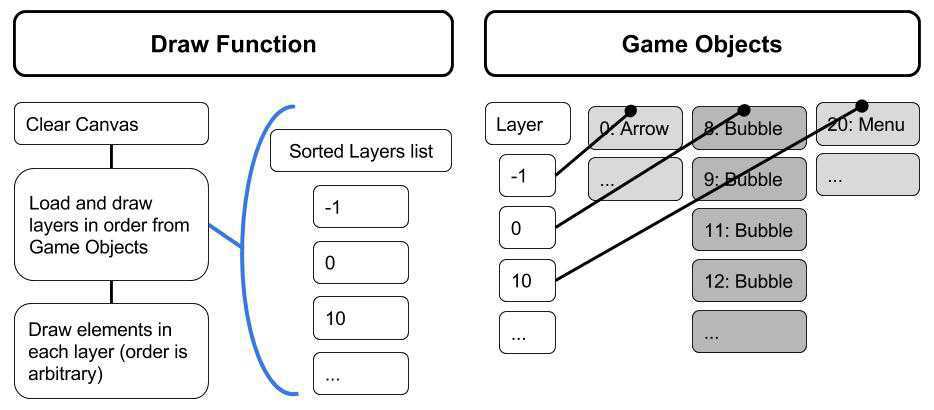 Draw Function
Clear Canvas
Load and draw
layers in order from
Game Objects
Draw elements in
each layer (order is
arbitrary)
Sorted Layers list
-1
0
10
...
Game Objects
Layer
-1
0
10
...
0: Arrow
...
8: Bubble
9: Bubble
11: Bubble
12: Bubble
...
20: Menu
...